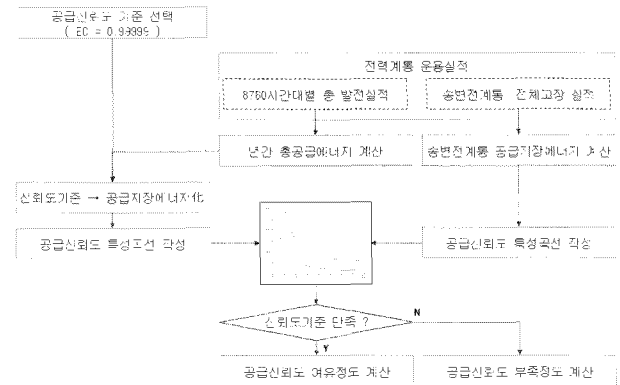 공급신뢰도 기준 선택
( EC = 0.99999 )
전력계통 운용실적
8760시간대별 총 발전실적
송변전계통 전체고장 실적
년간 총공급에너지 계산
송변전계통 공급지장에너지 계산
신뢰도기준 → 공급지장에너지화
공급신뢰도 특성곡선 작성
공급신뢰도 특성곡선 작성
신뢰도기준 만족 ?
N
Y
공급신뢰도 여유정도 계산
공급신뢰도 부족정도 계산